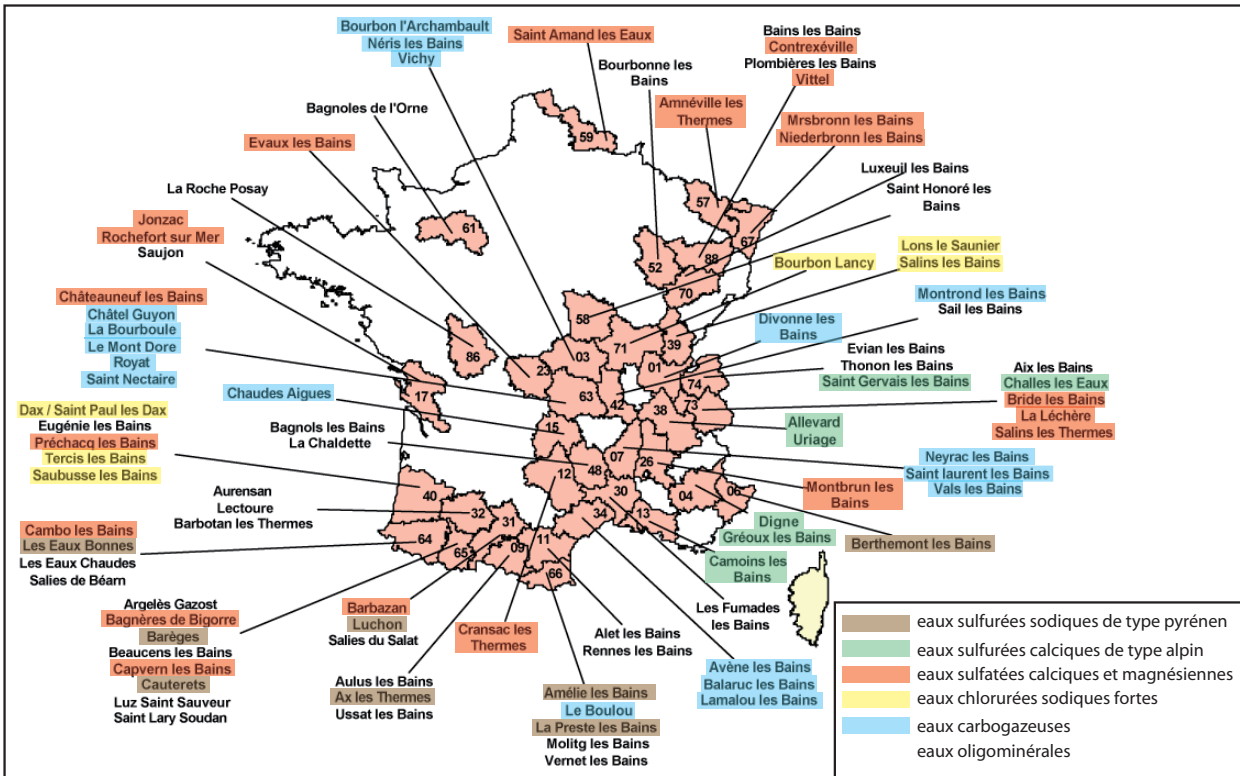 Bourbon l'Archambault
Néris les Bains
Vichy
Saint Amand les Eaux
Bains les Bains
Contrexéville
Plombières les Bains
Vittel
Bourbonne les
Bains
Amnéville les
Thermes
Mrsbronn les Bains
Niederbronn les Bains
Bagnoles de l'Orne
Evaux les Bains
Luxeuil les Bains
Saint Honoré les
Bains
La Roche Posay
Jonzac
Rochefort sur Mer
Saujon
Lons le Saunier
Salins les Bains
Bourbon Lancy
Châteauneuf les Bains
Châtel Guyon
La Bourboule
Le Mont Dore
Royat
Saint Nectaire
Montrond les Bains
Sail les Bains
Divonne les
Bains
Evian les Bains
Thonon les Bains
Saint Gervais les Bains
Aix les Bains
Challes les Eaux
Bride les Bains
La Léchère
Salins les Thermes
Chaudes Aigues
Dax / Saint Paul les Dax
Eugénie les Bains
Préchacq les Bains
Tercis les Bains
Saubusse les Bains
Bagnols les Bains
La Chaldette
Allevard
Uriage
Neyrac les Bains
Saint laurent les Bains
Vals les Bains
Montbrun les
Bains
Aurensan
Lectoure
Barbotan les Thermes
Digne
Gréoux les Bains
Berthemont les Bains
Camoins les
Bains
Cambo les Bains
Les Eaux Bonnes
Les Eaux Chaudes
Salies de Béarn
Les Fumades
les Bains
Argelès Gazost
Bagnères de Bigorre
Barèges
Beaucens les Bains
Capvern les Bains
Cauterets
Luz Saint Sauveur
Saint Lary Soudan
Barbazan
Luchon
Salies du Salat
Cransac les
Thermes
Alet les Bains
Rennes les Bains
Aulus les Bains
Ax les Thermes
Ussat les Bains
Amélie les Bains
Le Boulou
La Preste les Bains
Molitg les Bains
Vernet les Bains
Avène les Bains
Balaruc les Bains
Lamalou les Bains
59
57
67
61
52
88
70
58
71
39
86
23
03
01
74
17
63
42
38
73
15
07
26
12
48
30
04
06
40
32
31
34
13
64
65
09
11
66
eaux sulfurées sodiques de type pyrénen
eaux sulfurées calciques de type alpin
eaux sulfatées calciques et magnésiennes
eaux chlorurées sodiques fortes
eaux carbogazeuses
eaux oligominérales